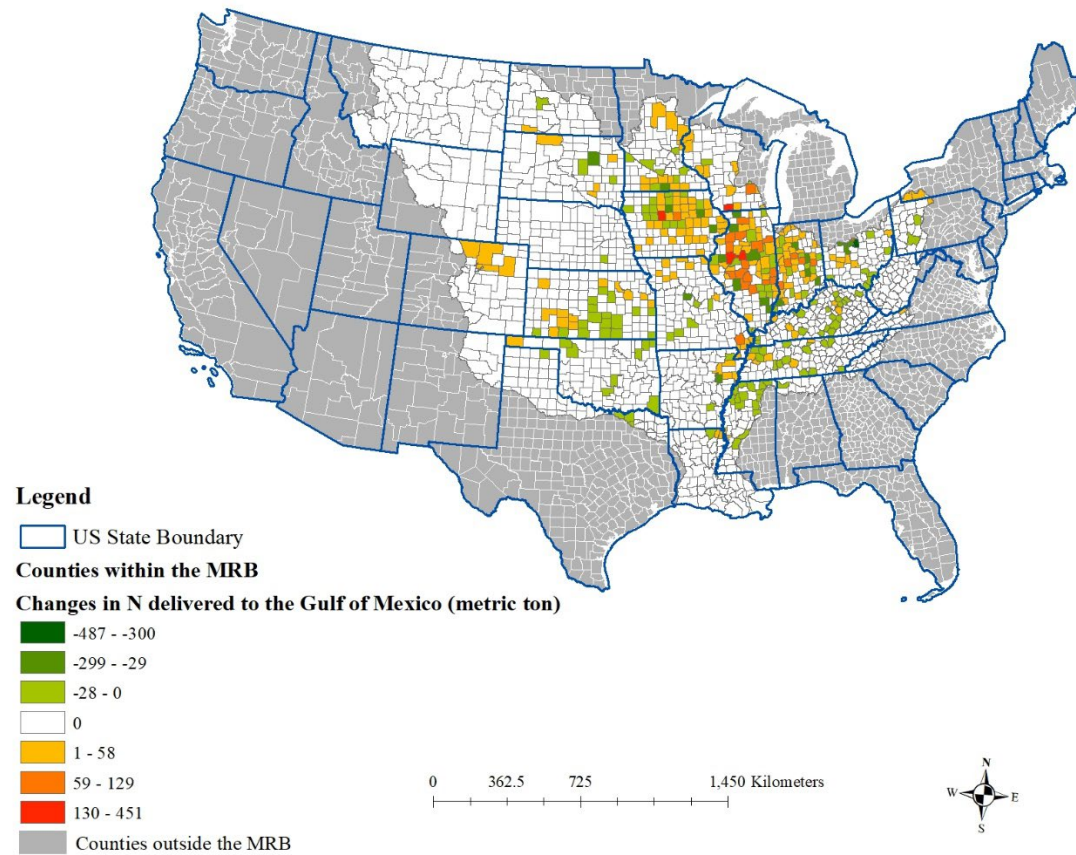 Legend
US State Boundary
Counties within the MRB
Changes in N delivered to the Gulf of Mexico (metric ton)
-487 - -300
-299 - -29
-28 - 0
0
1 - 58
59 - 129
130 - 451
Counties outside the MRB
0 362.5 725 1,450 Kilometers
N
W E
S